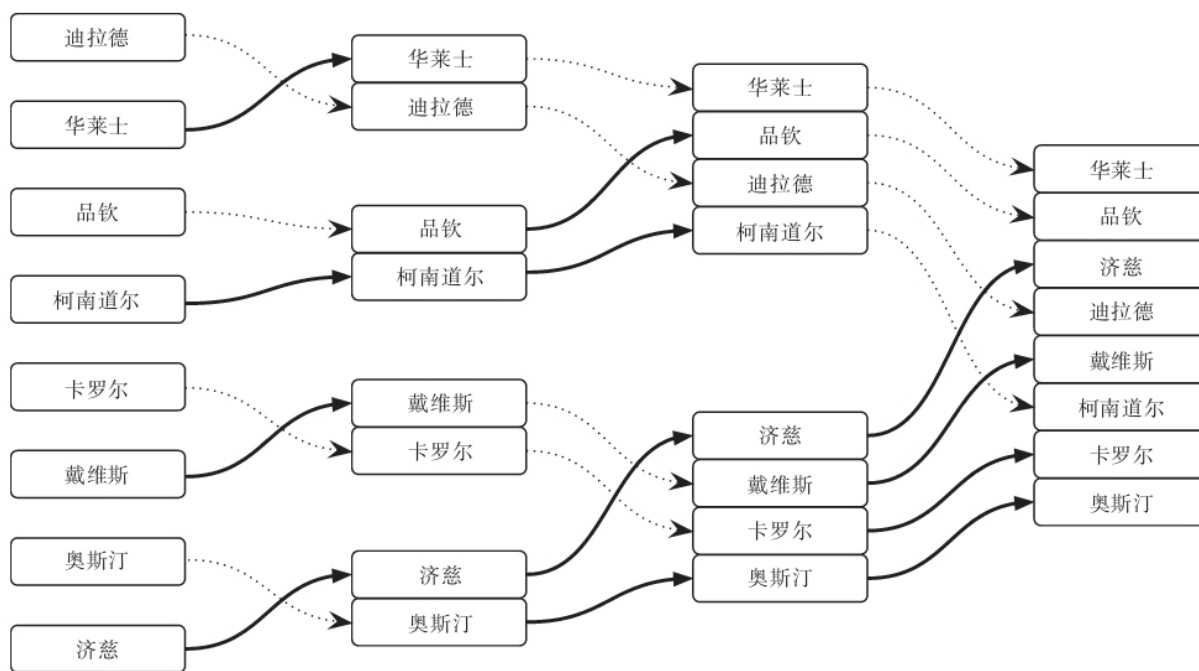 迪拉德
华莱士
品钦
柯南道尔
卡罗尔
戴维斯
奥斯汀
济慈
华莱士
迪拉德
品钦
柯南道尔
戴维斯
卡罗尔
济慈
奥斯汀
华莱士
品钦
迪拉德
柯南道尔
济慈
戴维斯
卡罗尔
奥斯汀
华莱士
品钦
济慈
迪拉德
戴维斯
柯南道尔
卡罗尔
奥斯汀